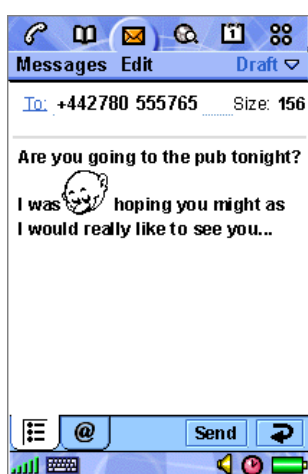 1
Messages Edit Draft
To: +442780 555765 Size: 156
Are you going to the pub tonight?
I was hoping you might as
I would really like to see you...
@ Send